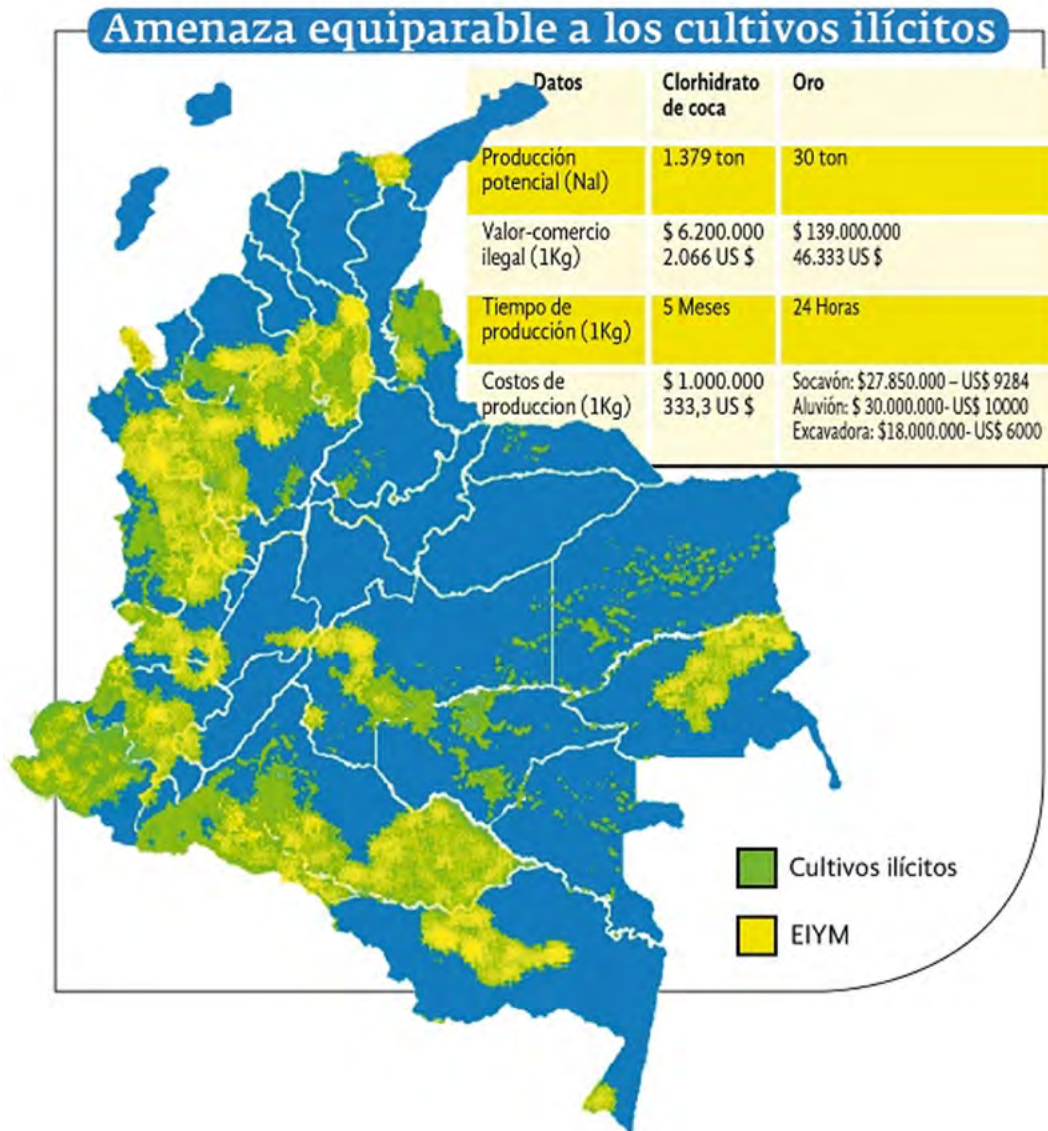 Amenaza equiparable a los cultivos ilícitos
Datos
Clorhidrato
de coca
Oro
Producción
potencial (Nal)
1.379 ton
30 ton
Valor-comercio
ilegal (1Kg)
$ 6.200.000
2.066 US $
$ 139.000.000
46.333 US $
Tiempo de
producción (1Kg)
5 Meses
24 Horas
Costos de
produccion (1Kg)
$ 1.000.000
333,3 US $
Socavón: $27.850.000 – US$ 9284
Aluvión: $ 30.000.000- US$ 10000
Excavadora: $18.000.000- US$ 6000
Cultivos ilícitos
EIYM